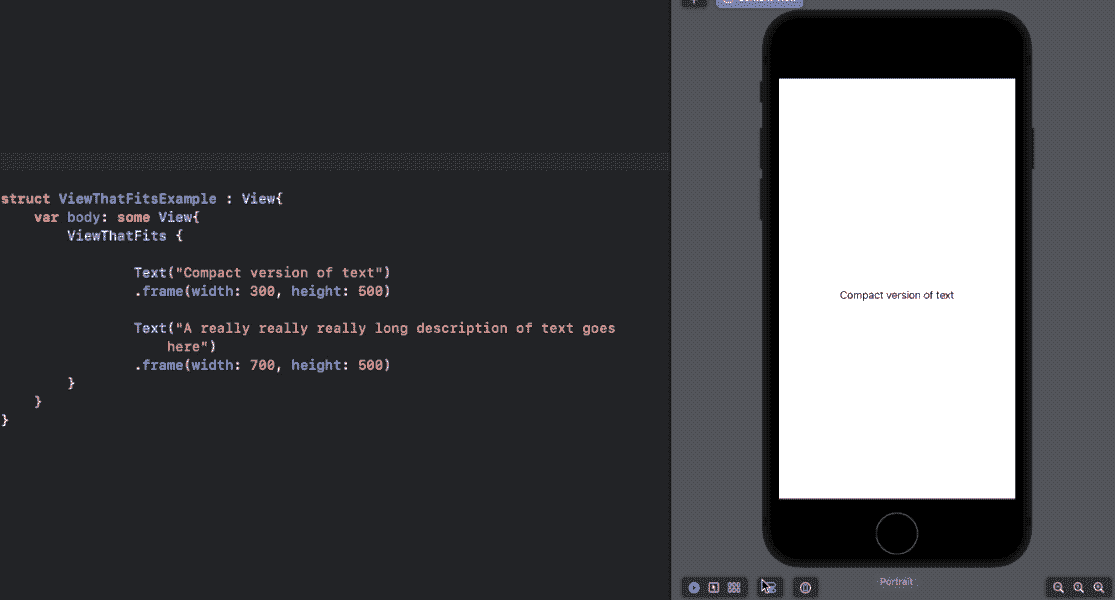 struct ViewThatFitsExample : View{
var body: some View{
ViewThatFits {
Text("Compact version of text")
.frame(width: 300, height: 500)
Text("A really really really long description of text goes
here")
.frame(width: 700, height: 500)
}
}
}
Compact version of text
Portrait